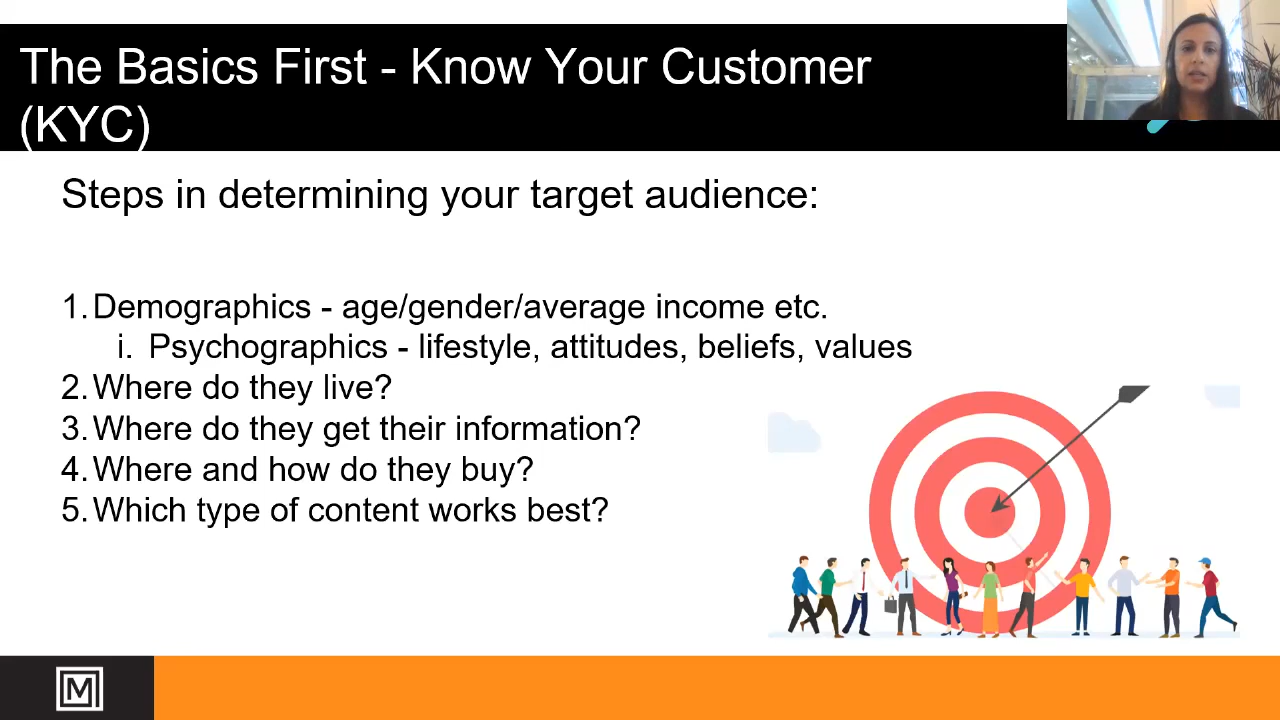 The Basics First - Know Your Customer
(KYC)
Steps in determining your target audience:
1. Demographics - age/gender/average income etc.
i. Psychographics - lifestyle, attitudes, beliefs, values
2. Where do they live?
3. Where do they get their information?
4. Where and how do they buy?
5. Which type of content works best?
M